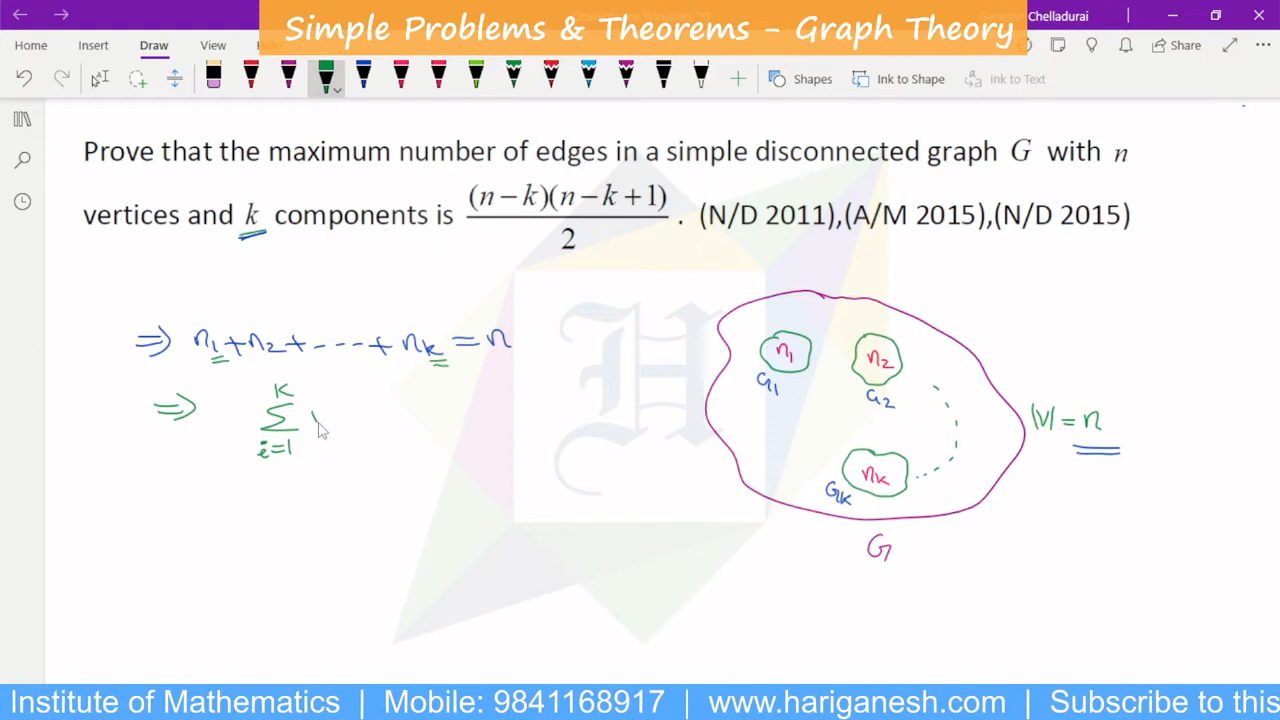 Simple Problems & Theorems - Graph Theory
Chelladurai
Home Insert Draw View
Share
Shapes Ink to Shape Ink to Text
Prove that the maximum number of edges in a simple disconnected graph G with n
vertices and k components is (n − k)(n − k + 1) / 2 . (N/D 2011),(A/M 2015),(N/D 2015)
⇒ n₁ + n₂ + - - - - + nₖ = n
⇒ K ∑ i=1
n₁ n₂
G₁ G₂
|V| = n
nₖ
Gₖ
G
H
Institute of Mathematics | Mobile: 9841168917 | www.hariganesh.com | Subscribe to this